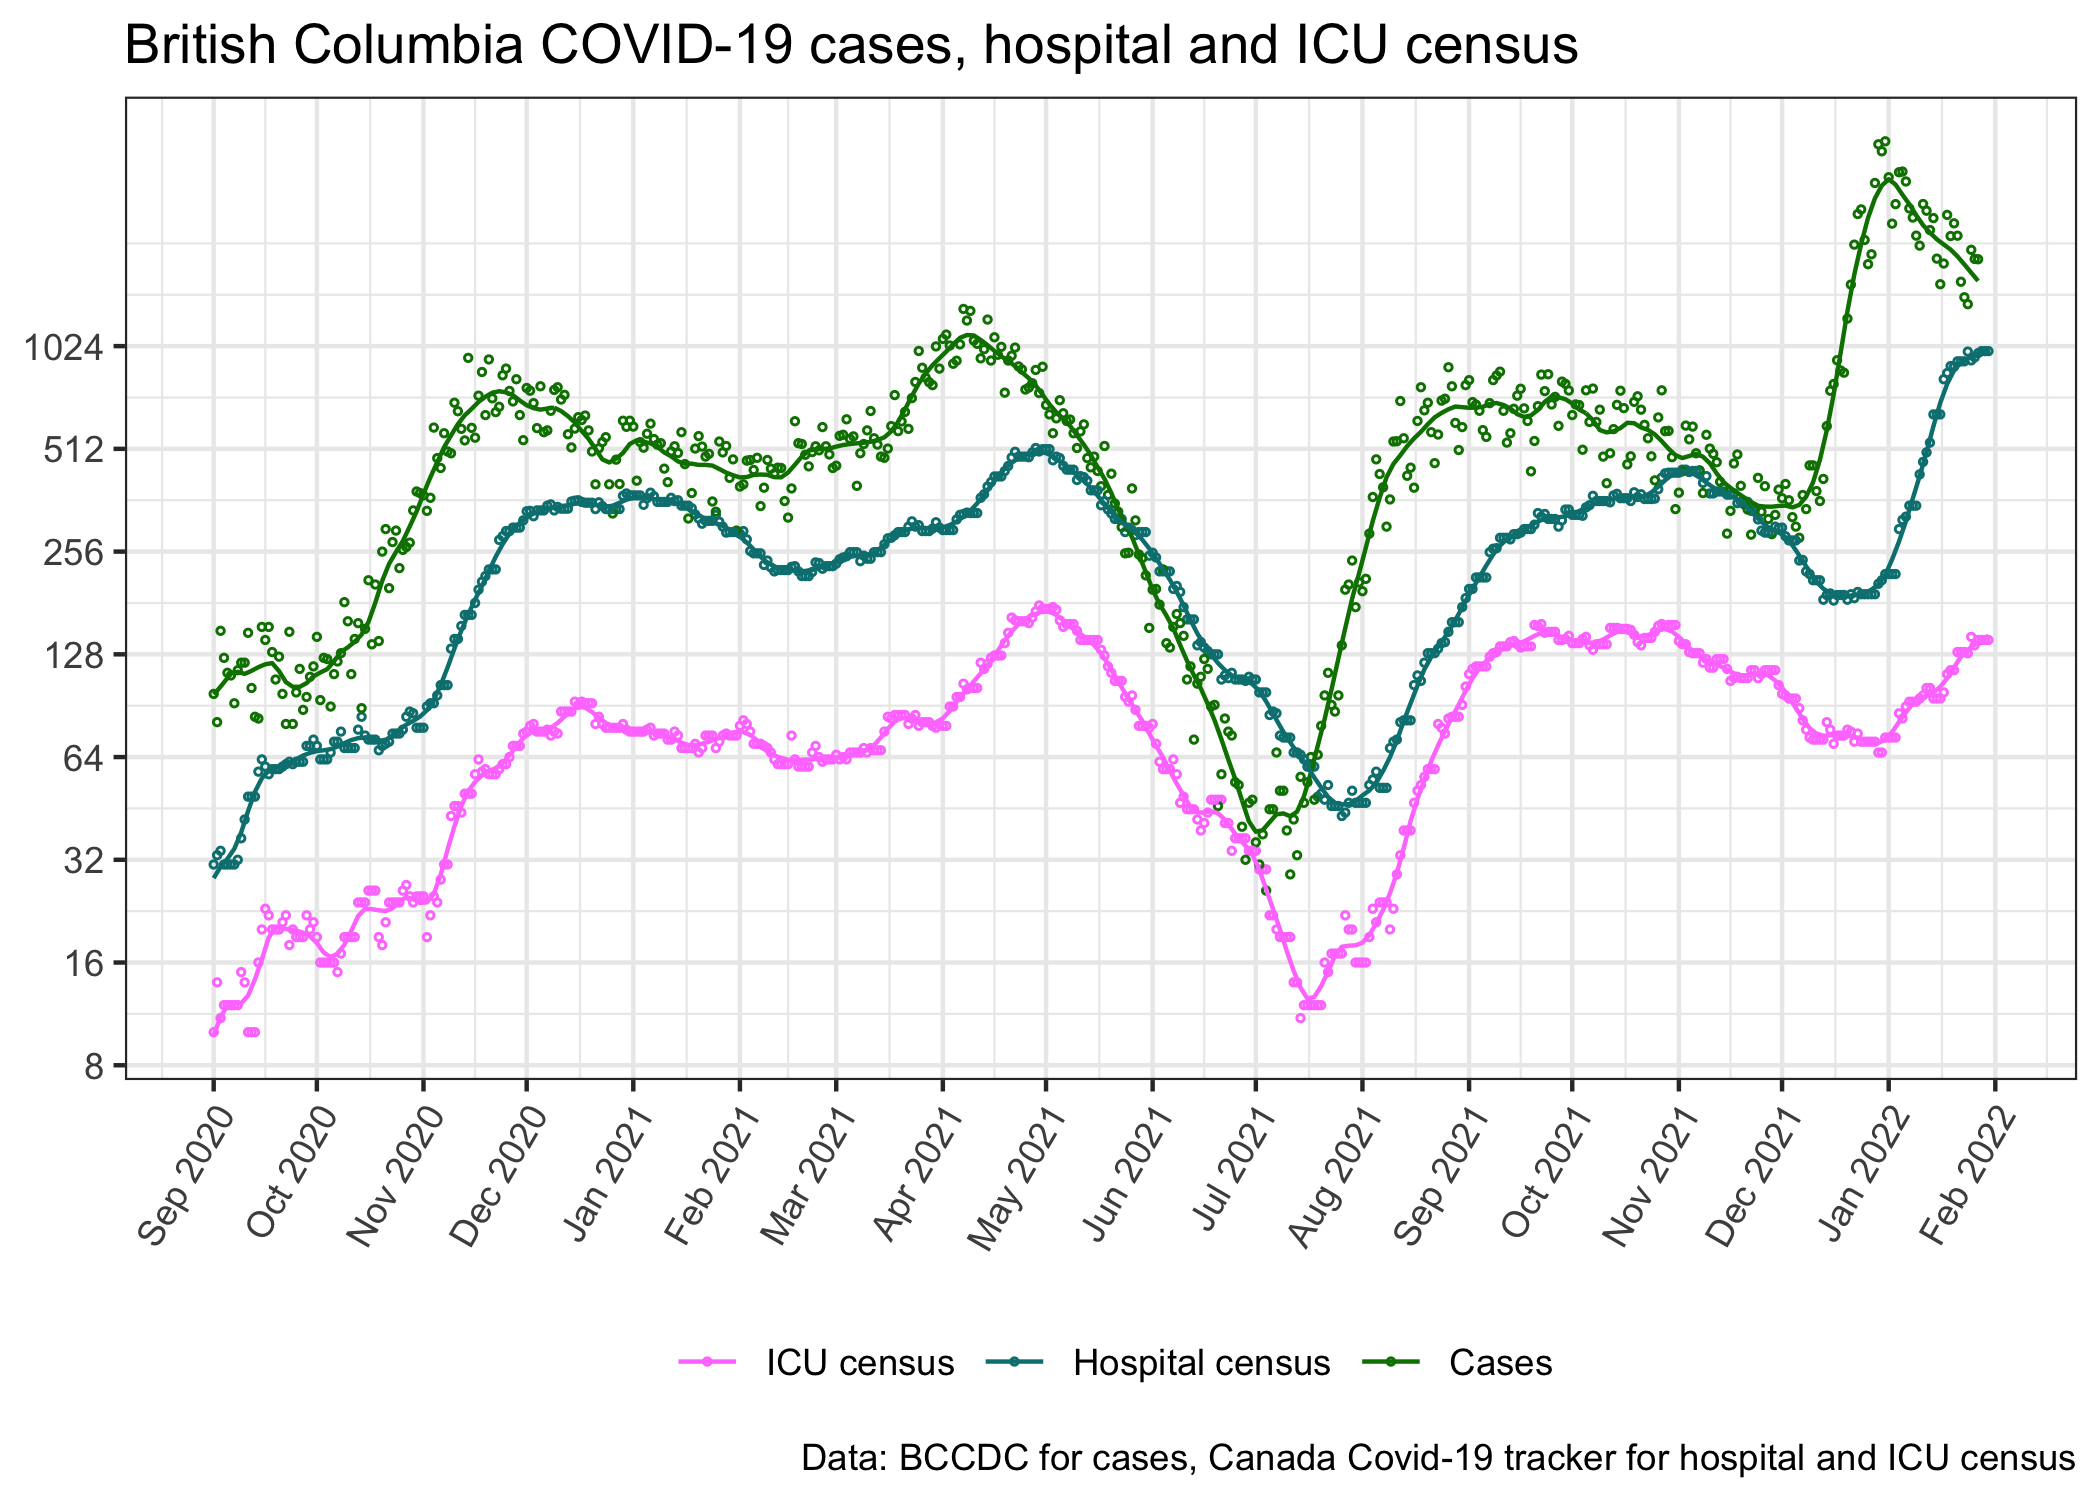 British Columbia COVID-19 cases, hospital and ICU census
1024
512
256
128
64
32
16
8
Sep 2020
Oct 2020
Nov 2020
Dec 2020
Jan 2021
Feb 2021
Mar 2021
Apr 2021
May 2021
Jun 2021
Jul 2021
Aug 2021
Sep 2021
Oct 2021
Nov 2021
Dec 2021
Jan 2022
Feb 2022
ICU census Hospital census Cases
Data: BCCDC for cases, Canada Covid-19 tracker for hospital and ICU census